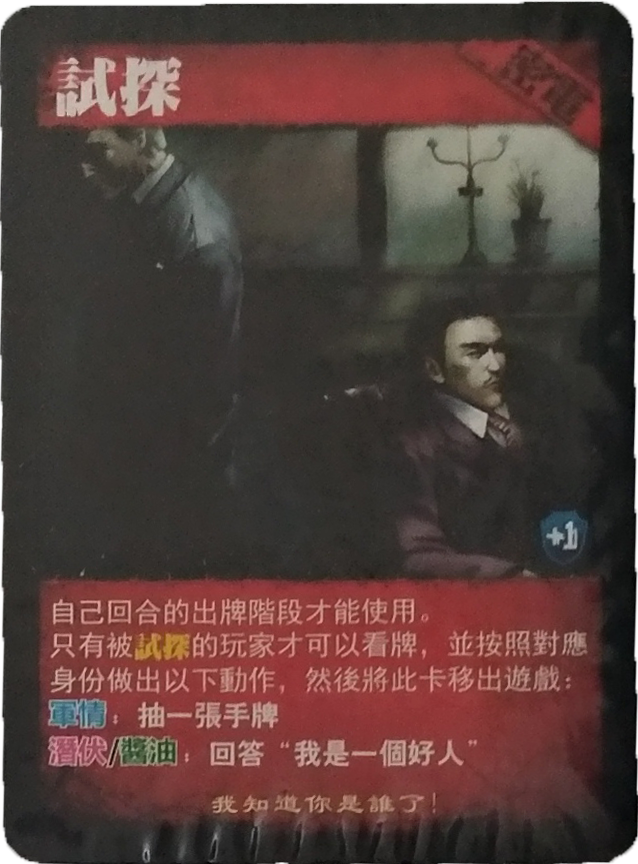 試探
密電
+1
自己回合的出牌階段才能使用。
只有被試探的玩家才可以看牌，並按照對應
身份做出以下動作，然後將此卡移出遊戲：
軍情：抽一張手牌
潛伏/醬油：回答“我是一個好人”
我知道你是誰了！